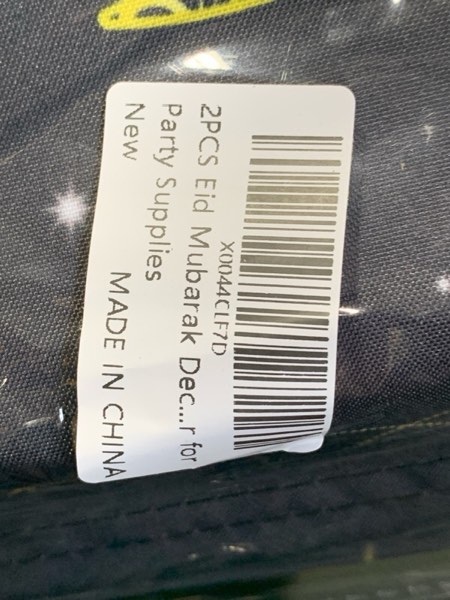 X0044CLF7D
2PCS Eid Mubarak Dec...r for
Party Supplies
New
MADE IN CHINA